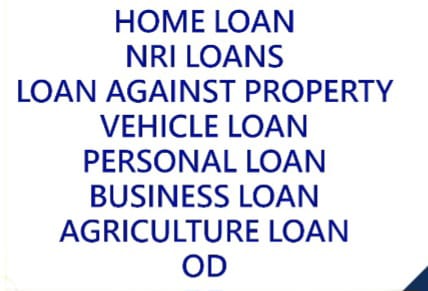 HOME LOAN
NRI LOANS
LOAN AGAINST PROPERTY
VEHICLE LOAN
PERSONAL LOAN
BUSINESS LOAN
AGRICULTURE LOAN
OD